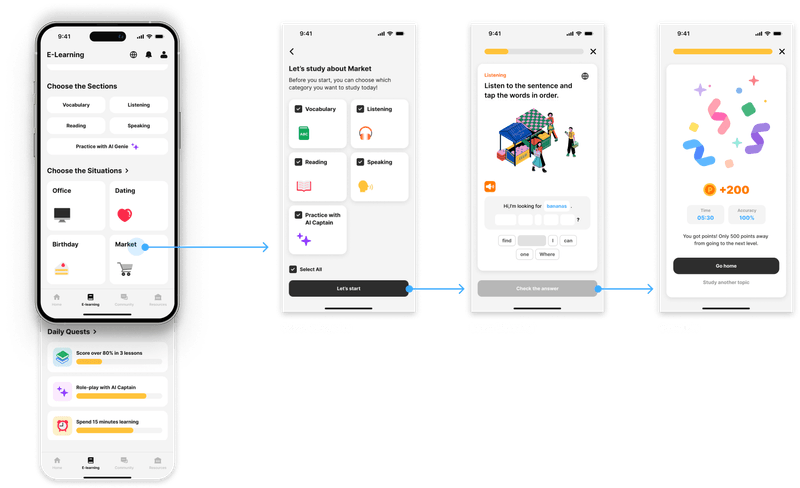 9:41
E-Learning
Choose the Sections
Vocabulary
Listening
Reading
Speaking
Practice with AI Genie
Choose the Situations >
Office
Dating
Birthday
Market
Home
E-learning
Community
Resources
Daily Quests >
Score over 80% in 3 lessons
Role-play with AI Captain
Spend 15 minutes learning
Home
E-learning
Community
Resources
9:41
Let's study about Market
Before you start, you can choose which
category you want to study today!
Vocabulary
Listening
ABC
Reading
Speaking
Practice with
AI Captain
Select All
Let's start
9:41
Listening
Listen to the sentence and
tap the words in order.
Hi,I'm looking for bananas .
?
find
I
can
one
Where
Check the answer
9:41
P +200
Time
05:30
Accuracy
100%
You got points! Only 500 points away
from going to the next level.
Go home
Study another topic